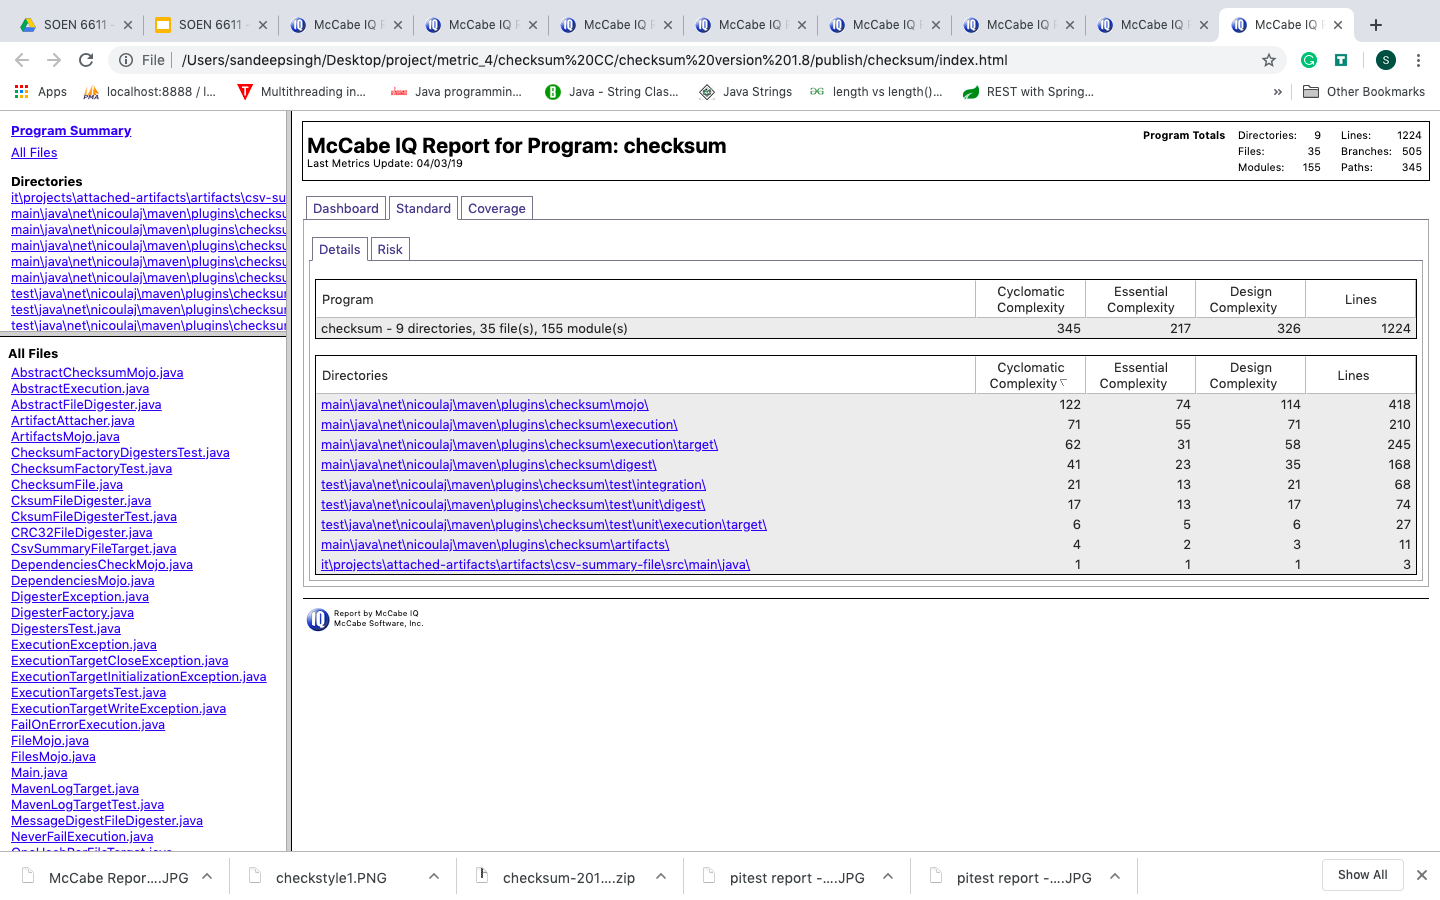 SOEN 6611
SOEN 6611
McCabe IQ
McCabe IQ
McCabe IQ
McCabe IQ
McCabe IQ
McCabe IQ
McCabe IQ
McCabe IQ
File /Users/sandeepsingh/Desktop/project/metric_4/checksum%20CC/checksum%20version%201.8/publish/checksum/index.html
S
Apps
localhost:8888 / l...
Multithreading in...
Java programmin...
Java - String Clas...
Java Strings
length vs length()...
REST with Spring...
»
Other Bookmarks
Program Summary
All Files
Directories
it\projects\attached-artifacts\artifacts\csv-su
main\java\net\nicoulaj\maven\plugins\checksu
main\java\net\nicoulaj\maven\plugins\checksu
main\java\net\nicoulaj\maven\plugins\checksu
main\java\net\nicoulaj\maven\plugins\checksu
main\java\net\nicoulaj\maven\plugins\checksu
test\java\net\nicoulaj\maven\plugins\checksu
test\java\net\nicoulaj\maven\plugins\checksu
test\java\net\nicoulaj\maven\plugins\checksu
All Files
AbstractChecksumMojo.java
AbstractExecution.java
AbstractFileDigester.java
ArtifactAttacher.java
ArtifactsMojo.java
ChecksumFactoryDigestersTest.java
ChecksumFactoryTest.java
ChecksumFile.java
CksumFileDigester.java
CksumFileDigesterTest.java
CRC32FileDigester.java
CsvSummaryFileTarget.java
DependenciesCheckMojo.java
DependenciesMojo.java
DigesterException.java
DigesterFactory.java
DigestersTest.java
ExecutionException.java
ExecutionTargetCloseException.java
ExecutionTargetInitializationException.java
ExecutionTargetsTest.java
ExecutionTargetWriteException.java
FailOnErrorExecution.java
FileMojo.java
FilesMojo.java
Main.java
MavenLogTarget.java
MavenLogTargetTest.java
MessageDigestFileDigester.java
NeverFailExecution.java
OneHashPerFileTarget.java
McCabe IQ Report for Program: checksum
Last Metrics Update: 04/03/19
Program Totals Directories: 9 Lines: 1224
Files: 35 Branches: 505
Modules: 155 Paths: 345
Dashboard Standard Coverage
Details Risk
Program Cyclomatic Complexity Essential Complexity Design Complexity Lines
checksum - 9 directories, 35 file(s), 155 module(s) 345 217 326 1224
Directories Cyclomatic Complexity Essential Complexity Design Complexity Lines
main\java\net\nicoulaj\maven\plugins\checksum\mojo\ 122 74 114 418
main\java\net\nicoulaj\maven\plugins\checksum\execution\ 71 55 71 210
main\java\net\nicoulaj\maven\plugins\checksum\execution\target\ 62 31 58 245
main\java\net\nicoulaj\maven\plugins\checksum\digest\ 41 23 35 168
test\java\net\nicoulaj\maven\plugins\checksum\test\integration\ 21 13 21 68
test\java\net\nicoulaj\maven\plugins\checksum\test\unit\digest\ 17 13 17 74
test\java\net\nicoulaj\maven\plugins\checksum\test\unit\execution\target\ 6 5 6 27
main\java\net\nicoulaj\maven\plugins\checksum\artifacts\ 4 2 3 11
it\projects\attached-artifacts\artifacts\csv-summary-file\src\main\java\ 1 1 1 3
IQ
Report by McCabe IQ
McCabe Software, Inc.
McCabe Repor....JPG
checkstyle1.PNG
checksum-201....zip
pitest report -....JPG
pitest report -....JPG
Show All